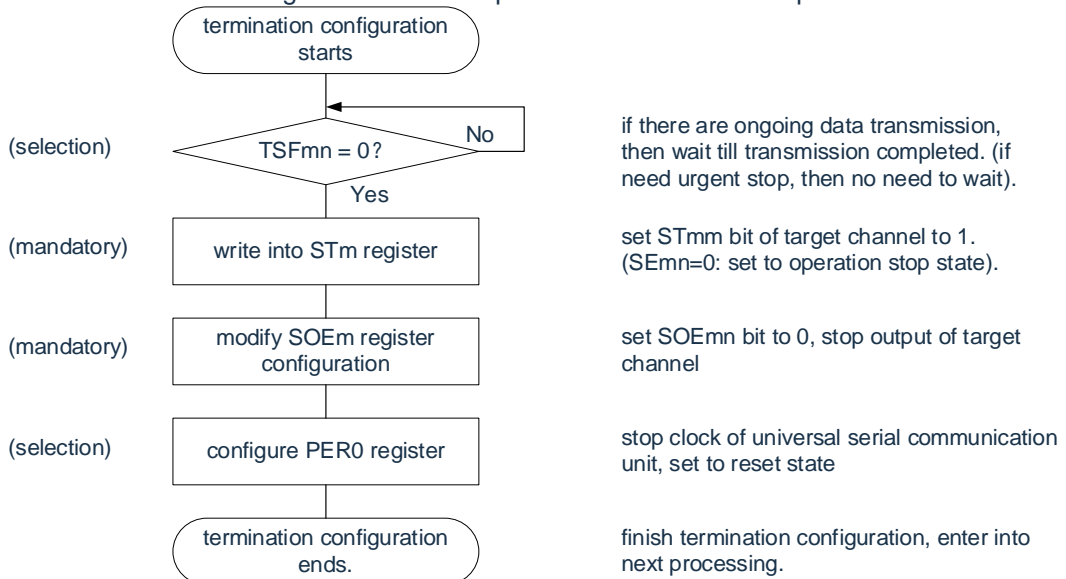 termination configuration
starts
(selection)
TSFmn = 0?
No
Yes
if there are ongoing data transmission,
then wait till transmission completed. (if
need urgent stop, then no need to wait).
(mandatory)
write into STm register
set STmm bit of target channel to 1.
(SEmn=0: set to operation stop state).
(mandatory)
modify SOEm register
configuration
set SOEmn bit to 0, stop output of target
channel
(selection)
configure PER0 register
stop clock of universal serial communication
unit, set to reset state
termination configuration
ends.
finish termination configuration, enter into
next processing.